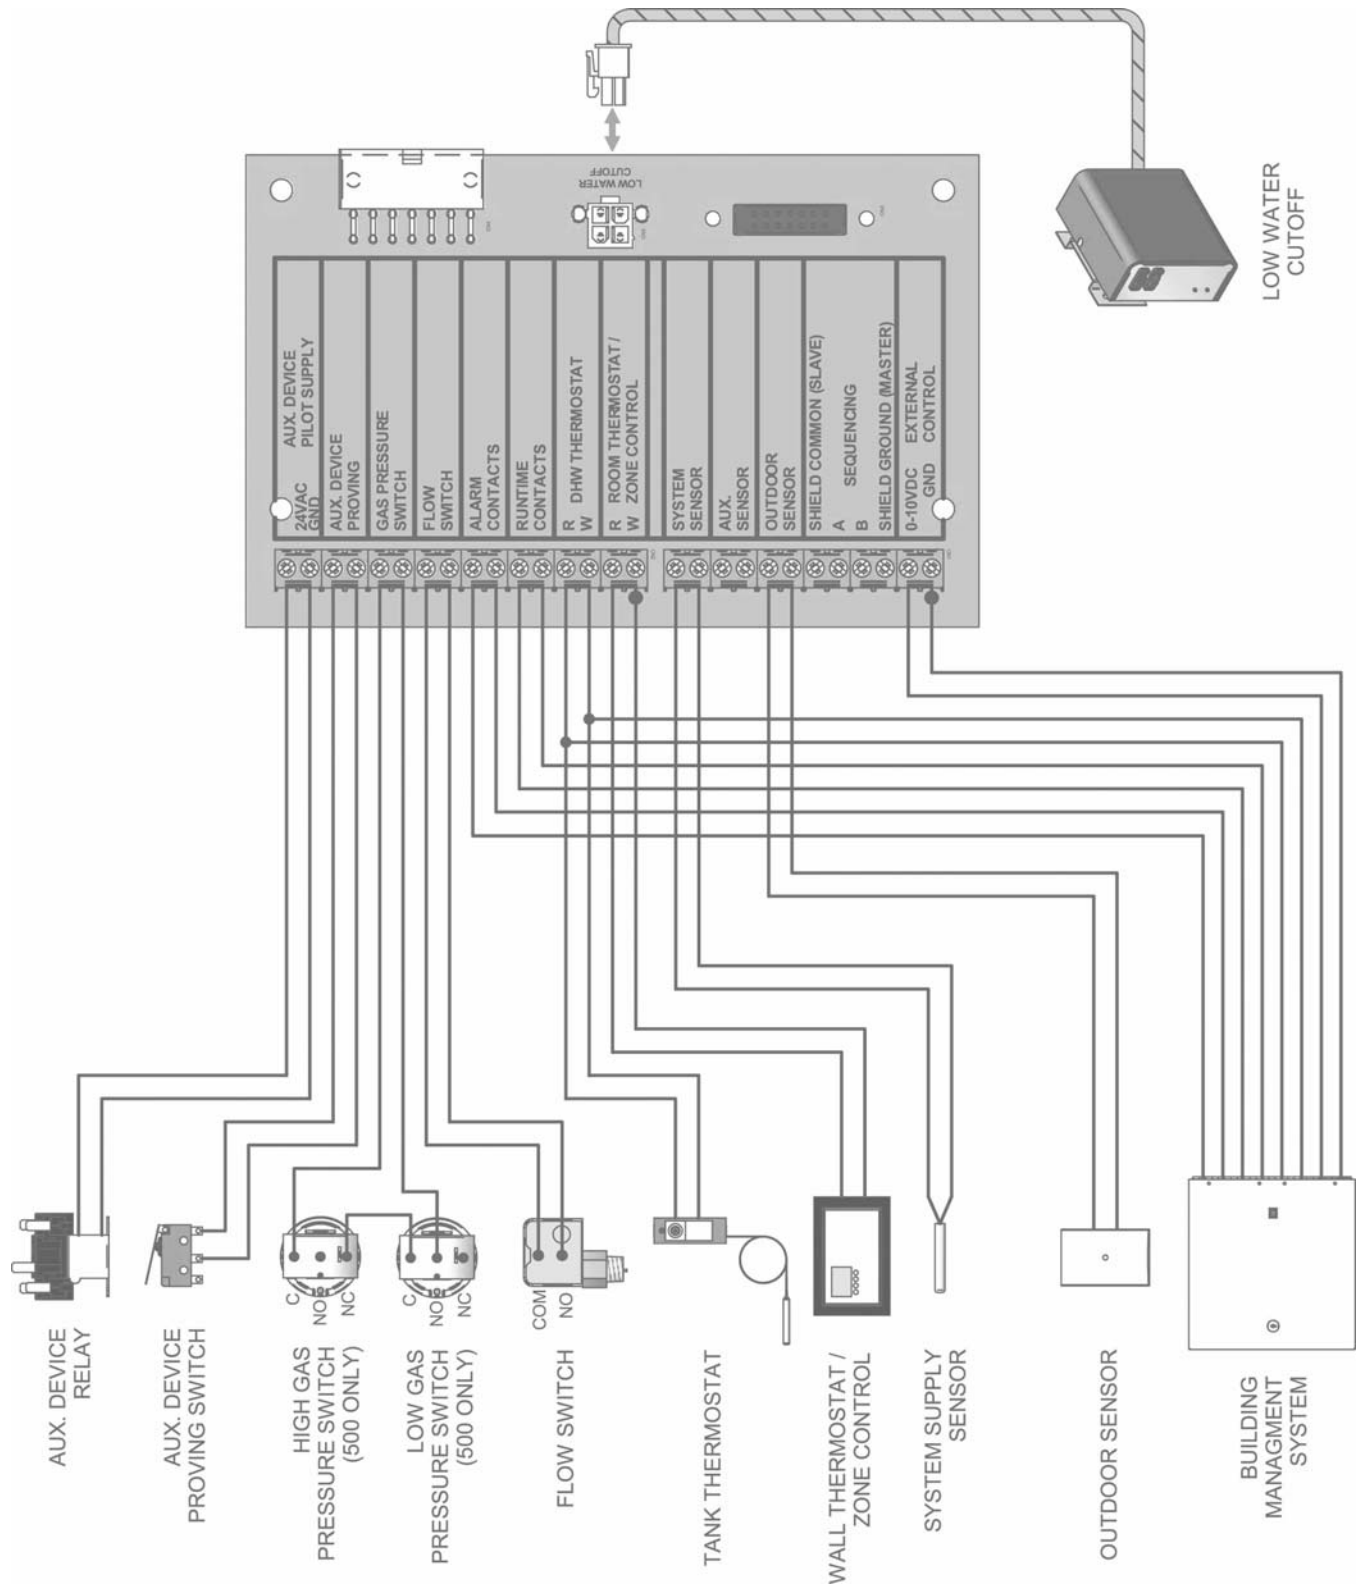 LOW WATER
CUTOFF
AUX. DEVICE
PILOT SUPPLY
24VAC
GND
AUX. DEVICE
PROVING
GAS PRESSURE
SWITCH
FLOW
SWITCH
ALARM
CONTACTS
RUNTIME
CONTACTS
R
DHW THERMOSTAT
W
R
ROOM THERMOSTAT /
W
ZONE CONTROL
SYSTEM
SENSOR
AUX.
SENSOR
OUTDOOR
SENSOR
SHIELD COMMON (SLAVE)
A
SEQUENCING
B
SHIELD GROUND (MASTER)
0-10VDC
EXTERNAL
GND
CONTROL
LOW WATER
CUTOFF
AUX. DEVICE
RELAY
AUX. DEVICE
PROVING SWITCH
C
NO
NC
HIGH GAS
PRESSURE SWITCH
(500 ONLY)
C
NO
NC
LOW GAS
PRESSURE SWITCH
(500 ONLY)
COM
NO
FLOW SWITCH
TANK THERMOSTAT
WALL THERMOSTAT /
ZONE CONTROL
SYSTEM SUPPLY
SENSOR
OUTDOOR SENSOR
BUILDING
MANAGMENT
SYSTEM